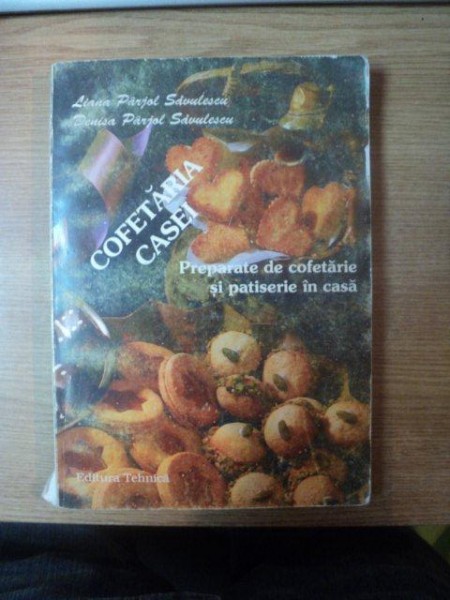 Liana Pârjol Săvulescu
Denisa Pârjol Săvulescu
COFETĂRIA
CASEI
Preparate de cofetărie
și patiserie în casă
Editura Tehnică